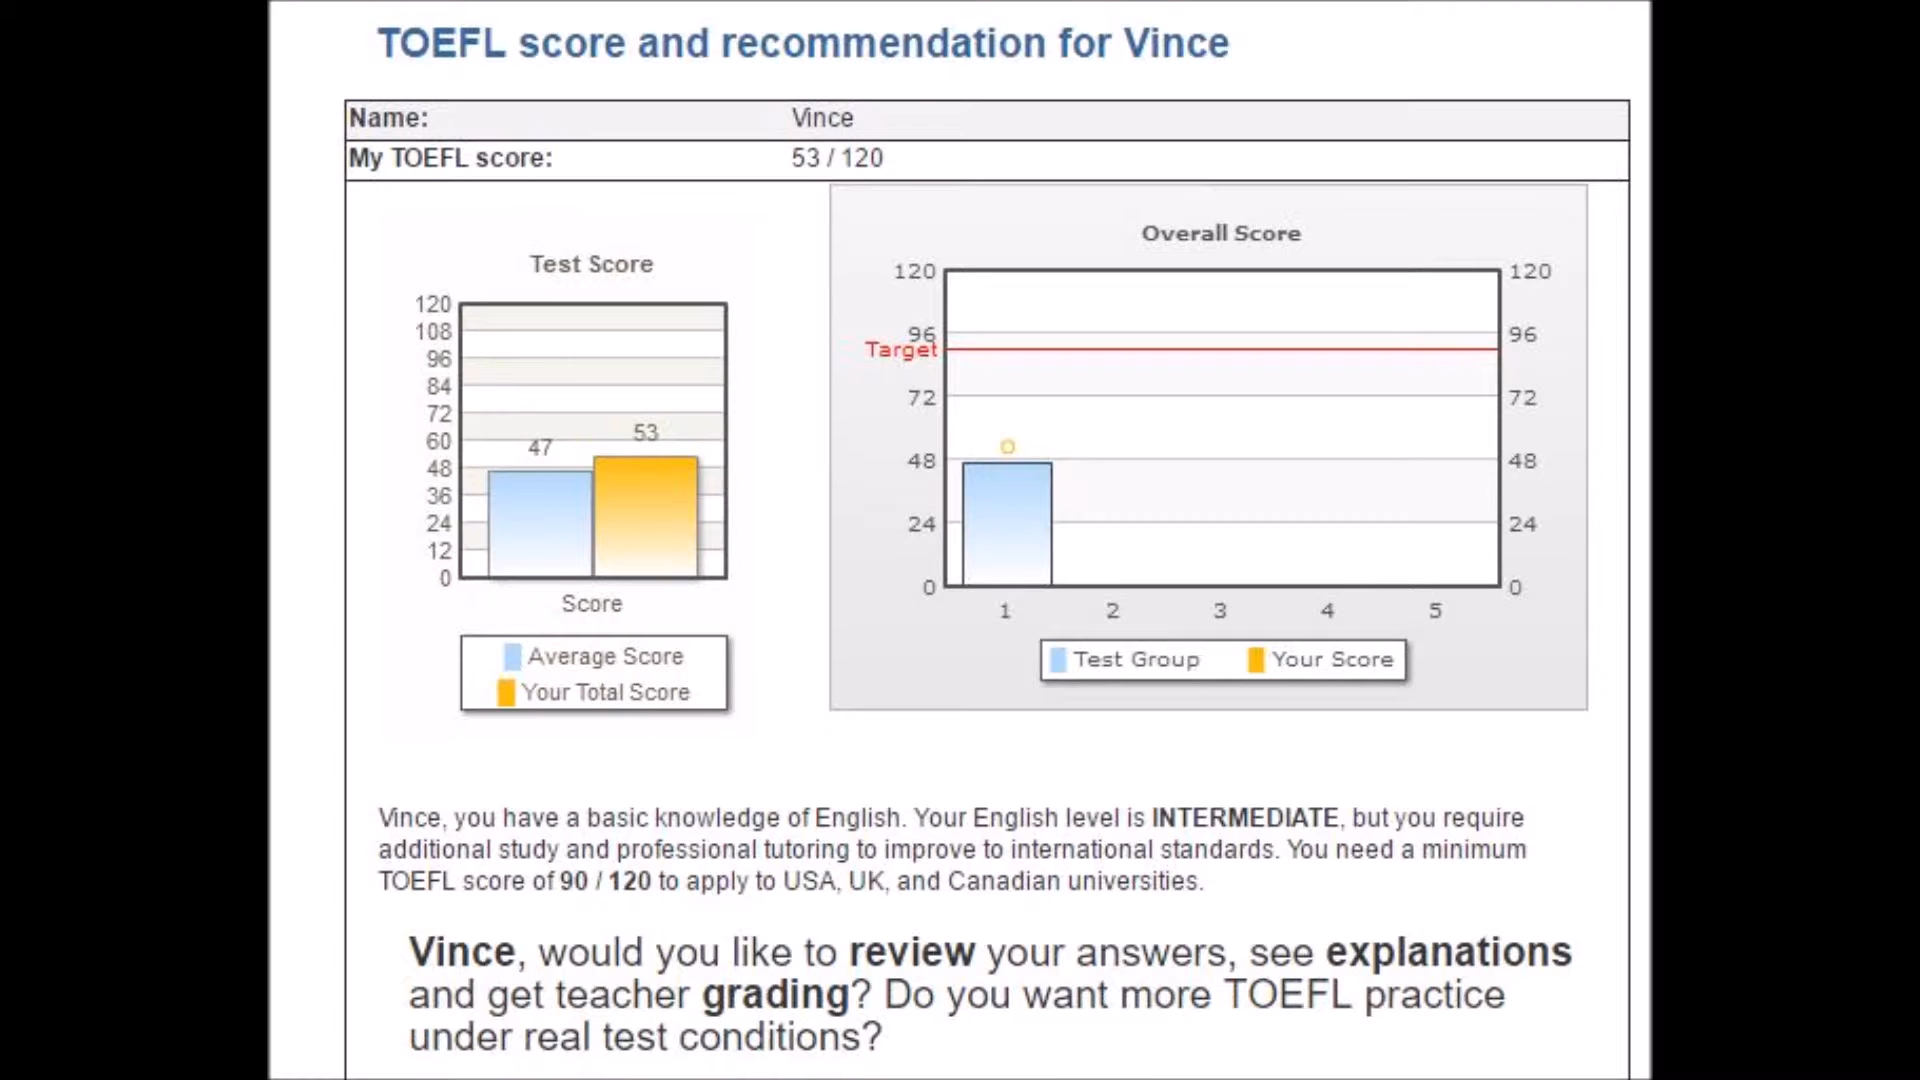 TOEFL score and recommendation for Vince
Name: Vince
My TOEFL score: 53 / 120
Test Score
120
108
96
84
72
60
48
36
24
12
0
47
53
Score
Average Score
Your Total Score
Overall Score
120 120
96 96
Target
72 72
48 48
24 24
0 0
1 2 3 4 5
Test Group Your Score
Vince, you have a basic knowledge of English. Your English level is INTERMEDIATE, but you require
additional study and professional tutoring to improve to international standards. You need a minimum
TOEFL score of 90 / 120 to apply to USA, UK, and Canadian universities.
Vince, would you like to review your answers, see explanations
and get teacher grading? Do you want more TOEFL practice
under real test conditions?